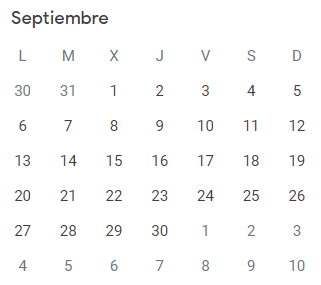 Septiembre
L M X J V S D
30 31 1 2 3 4 5
6 7 8 9 10 11 12
13 14 15 16 17 18 19
20 21 22 23 24 25 26
27 28 29 30 1 2 3
4 5 6 7 8 9 10